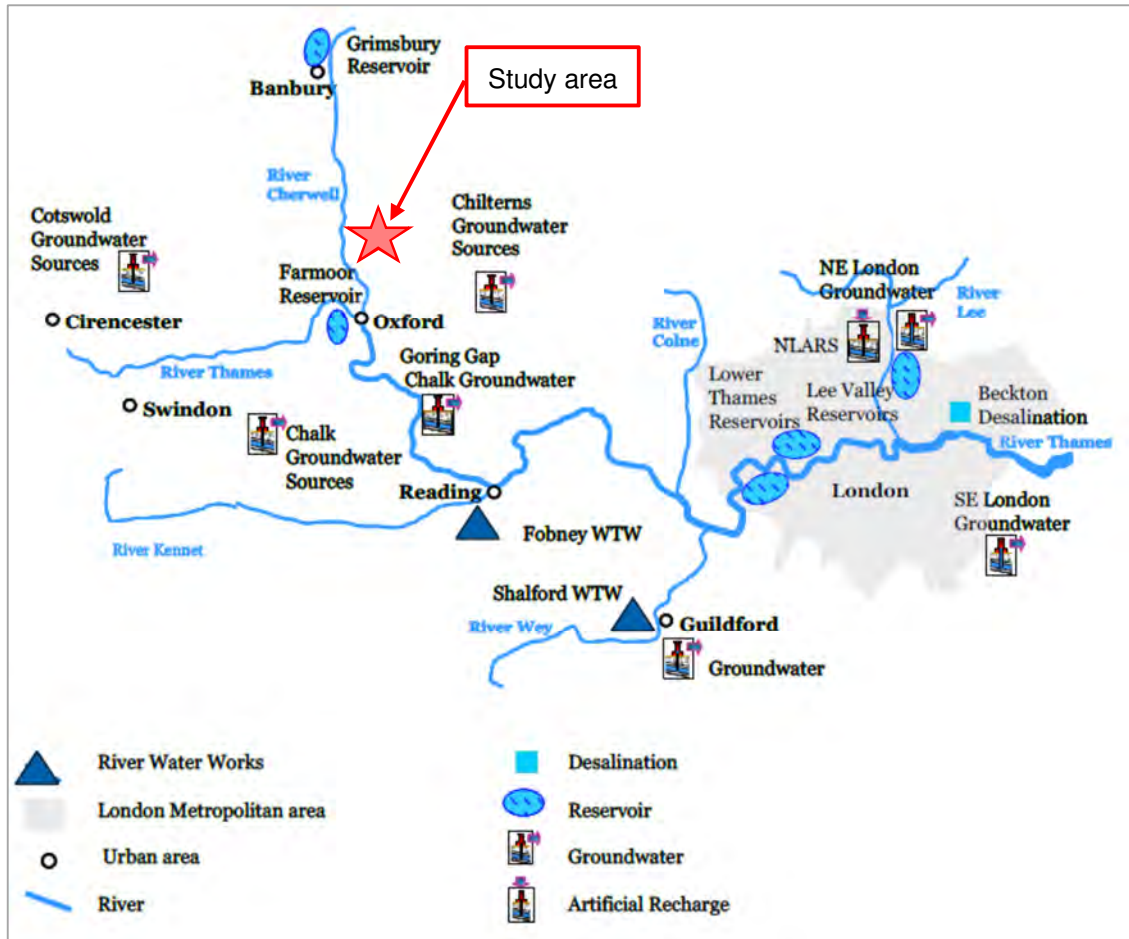 Grimsbury
Reservoir
Study area
Banbury
River
Cherwell
Cotswold
Groundwater
Sources
Chilterns
Groundwater
Sources
Farmoor
Reservoir
NE London
Groundwater
River
Lee
Cirencester
Oxford
River
Colne
NLARS
River Thames
Goring Gap
Chalk Groundwater
Lower
Thames
Reservoirs
Lee Valley
Reservoirs
Beckton
Desalination
Swindon
River Thames
Chalk
Groundwater
Sources
Reading
London
SE London
Groundwater
River Kennet
Fobney WTW
Shalford WTW
River Wey
Guildford
Groundwater
River Water Works
Desalination
London Metropolitan area
Reservoir
Urban area
Groundwater
River
Artificial Recharge